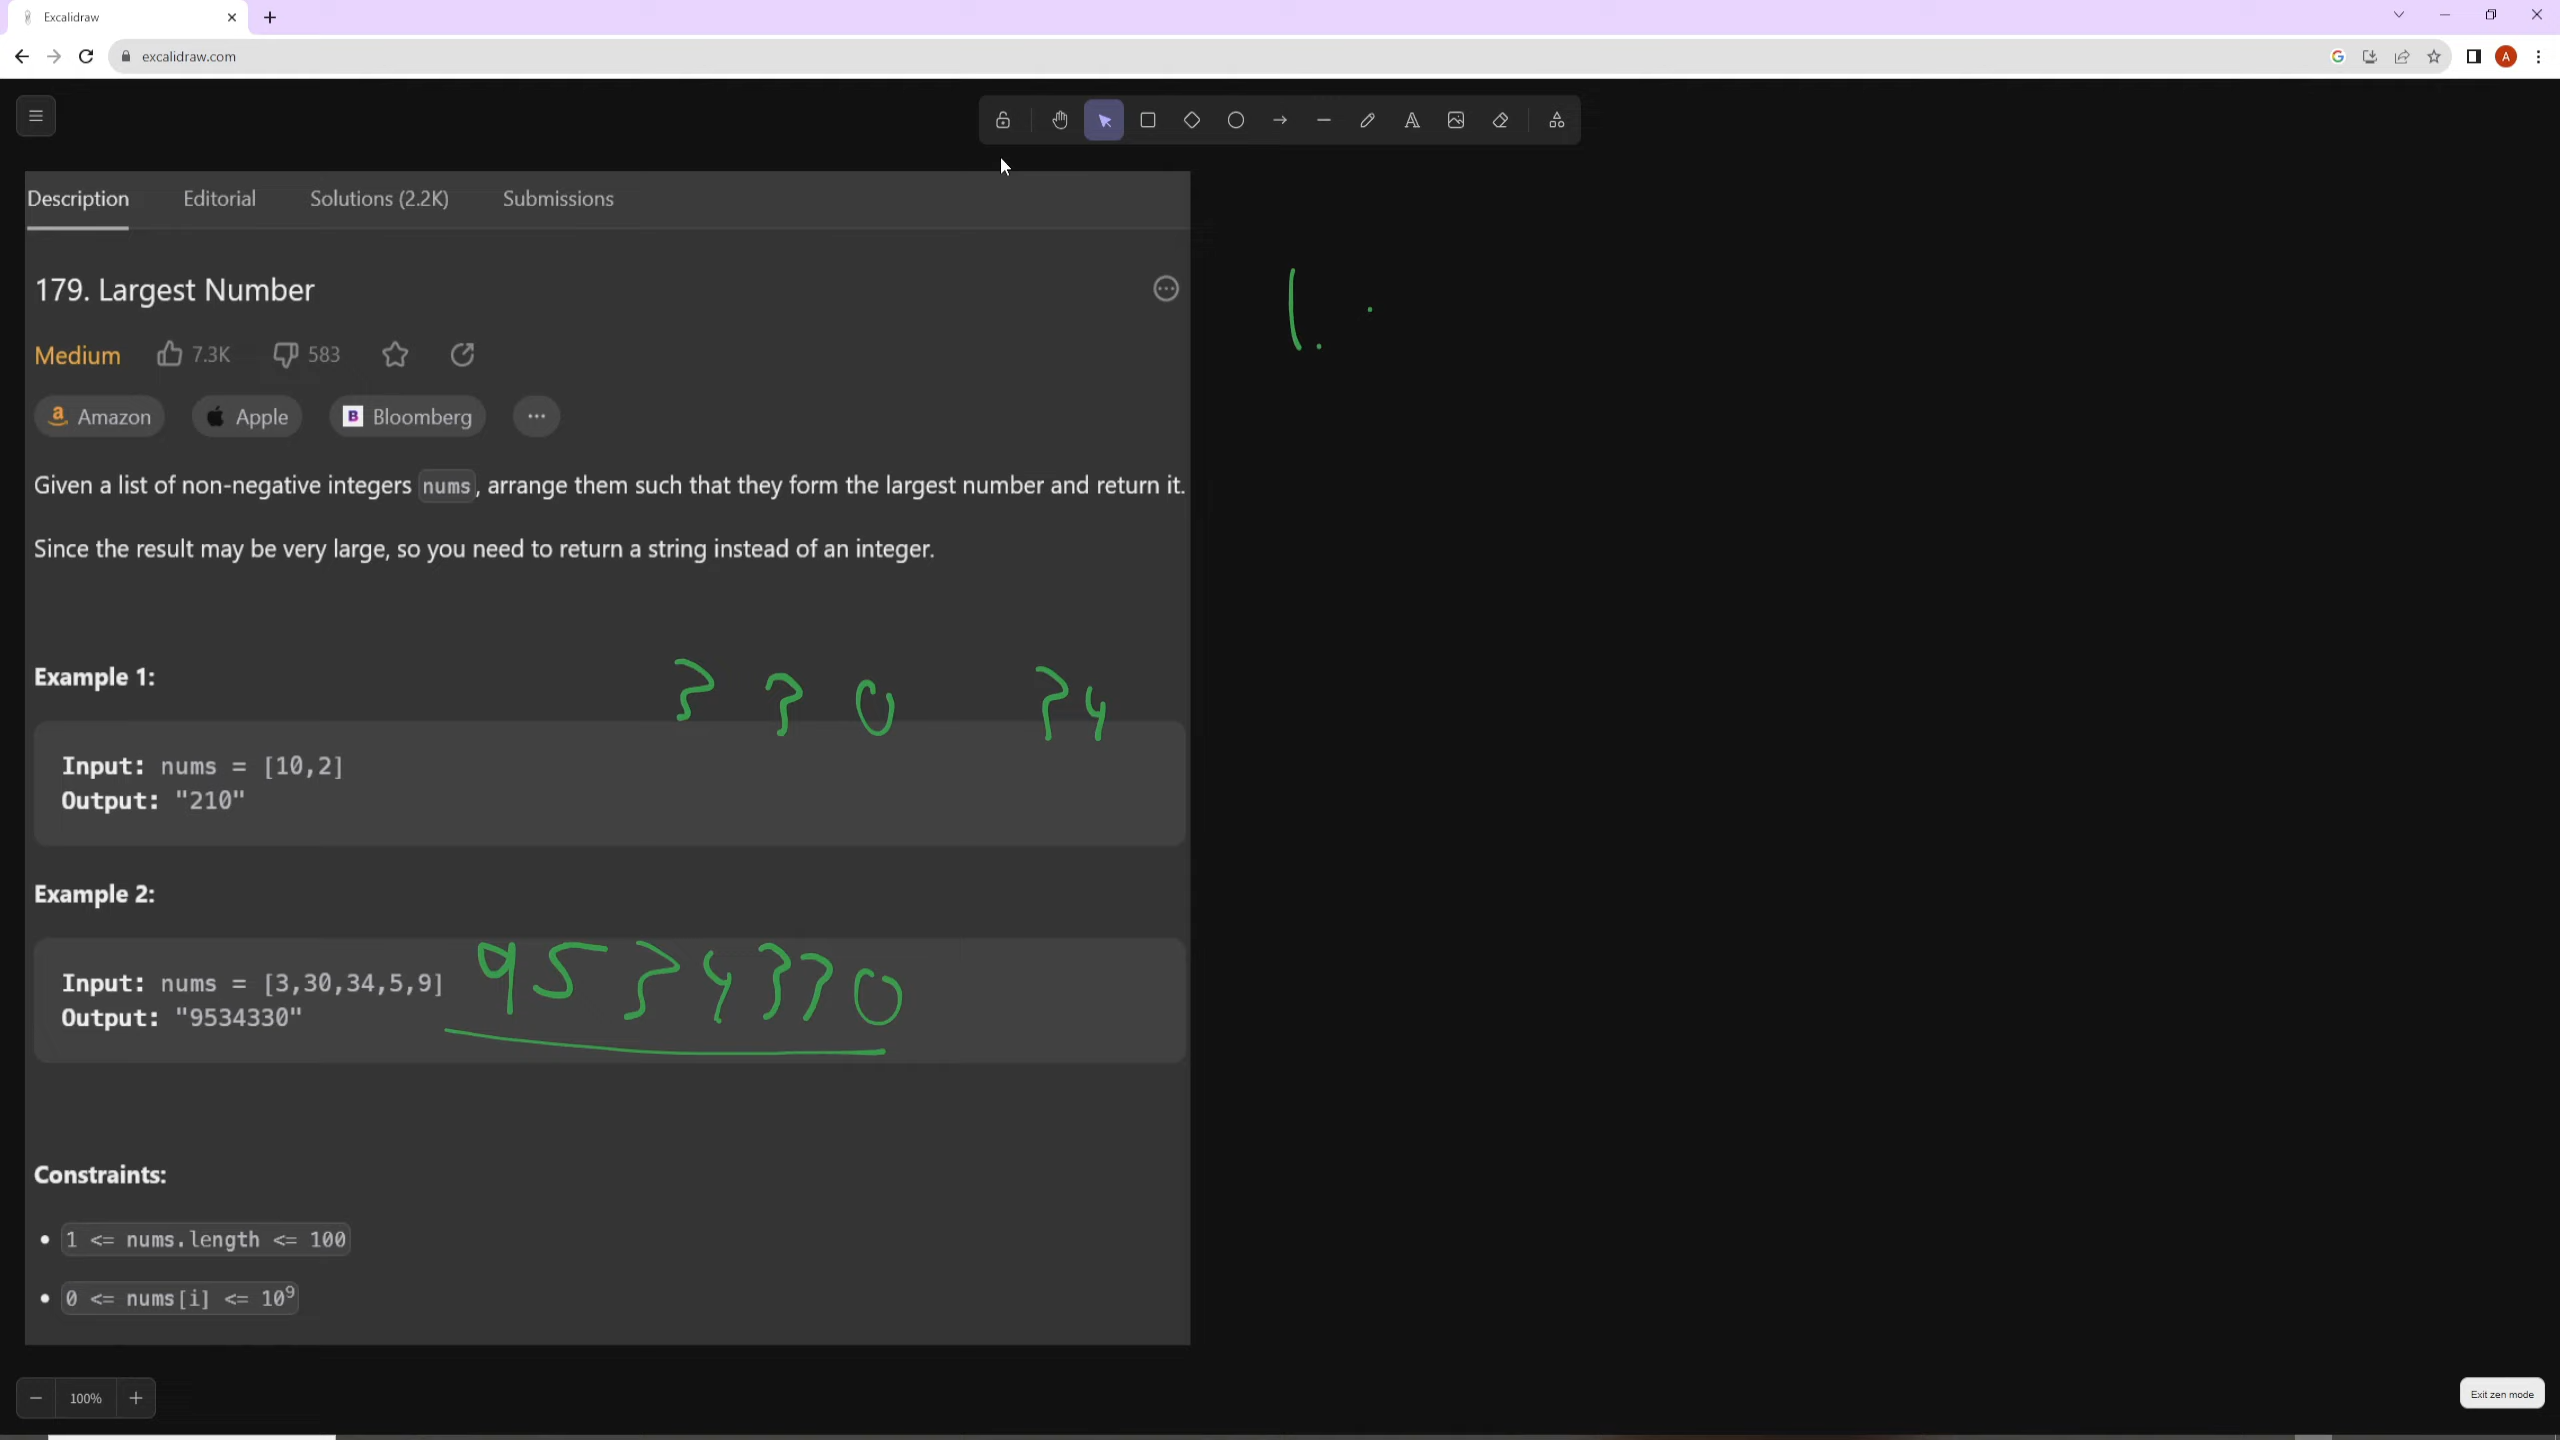 Excalidraw
excalidraw.com
A
Description Editorial Solutions (2.2K) Submissions
179. Largest Number
1.
Medium 7.3K 583
a Amazon Apple B Bloomberg
Given a list of non-negative integers nums, arrange them such that they form the largest number and return it.
Since the result may be very large, so you need to return a string instead of an integer.
Example 1:
3 3 0 34
Input: nums = [10,2]
Output: "210"
Example 2:
9534330
Input: nums = [3,30,34,5,9]
Output: "9534330"
Constraints:
• 1 <= nums.length <= 100
• 0 <= nums[i] <= 10⁹
100%
Exit zen mode